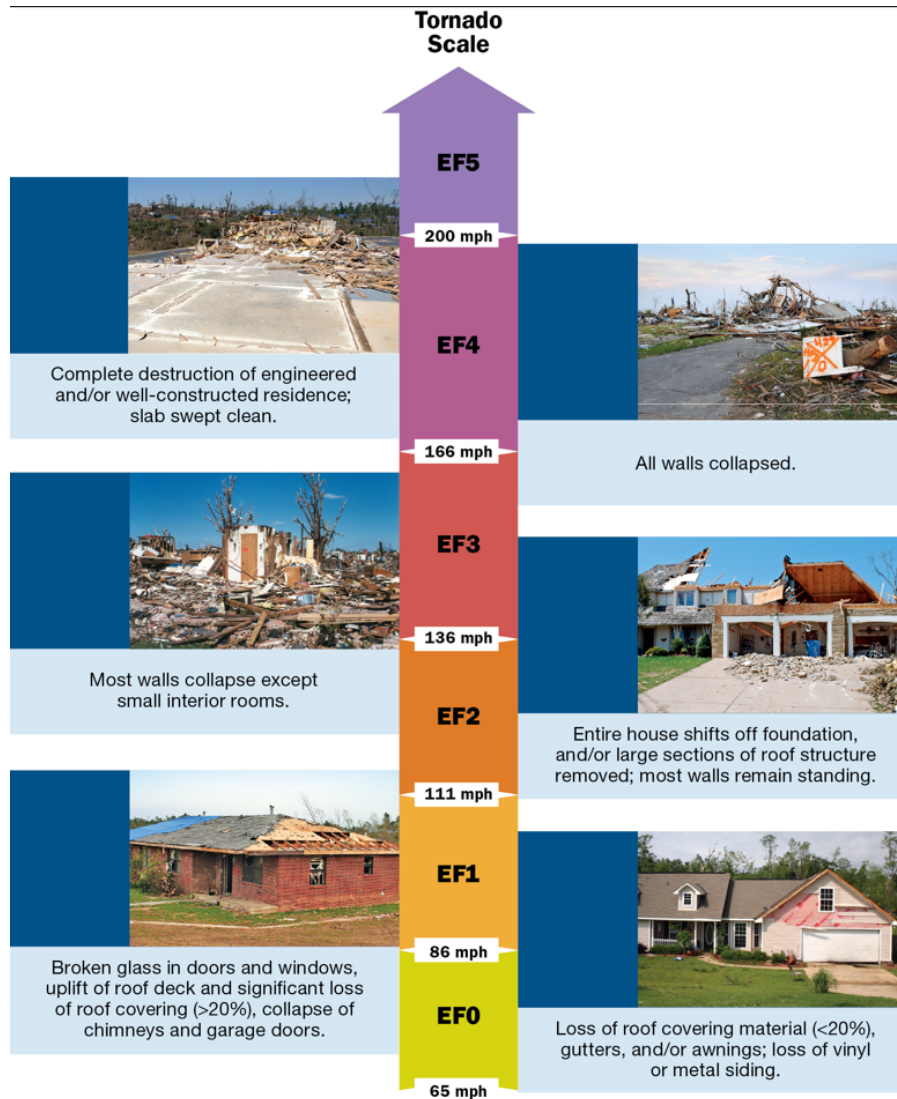 Tornado
Scale
EF5
200 mph
EF4
Complete destruction of engineered
and/or well-constructed residence;
slab swept clean.
166 mph
All walls collapsed.
EF3
136 mph
Most walls collapse except
small interior rooms.
EF2
Entire house shifts off foundation,
and/or large sections of roof structure
removed; most walls remain standing.
111 mph
EF1
86 mph
Broken glass in doors and windows,
uplift of roof deck and significant loss
of roof covering (>20%), collapse of
chimneys and garage doors.
EF0
Loss of roof covering material (<20%),
gutters, and/or awnings; loss of vinyl
or metal siding.
65 mph